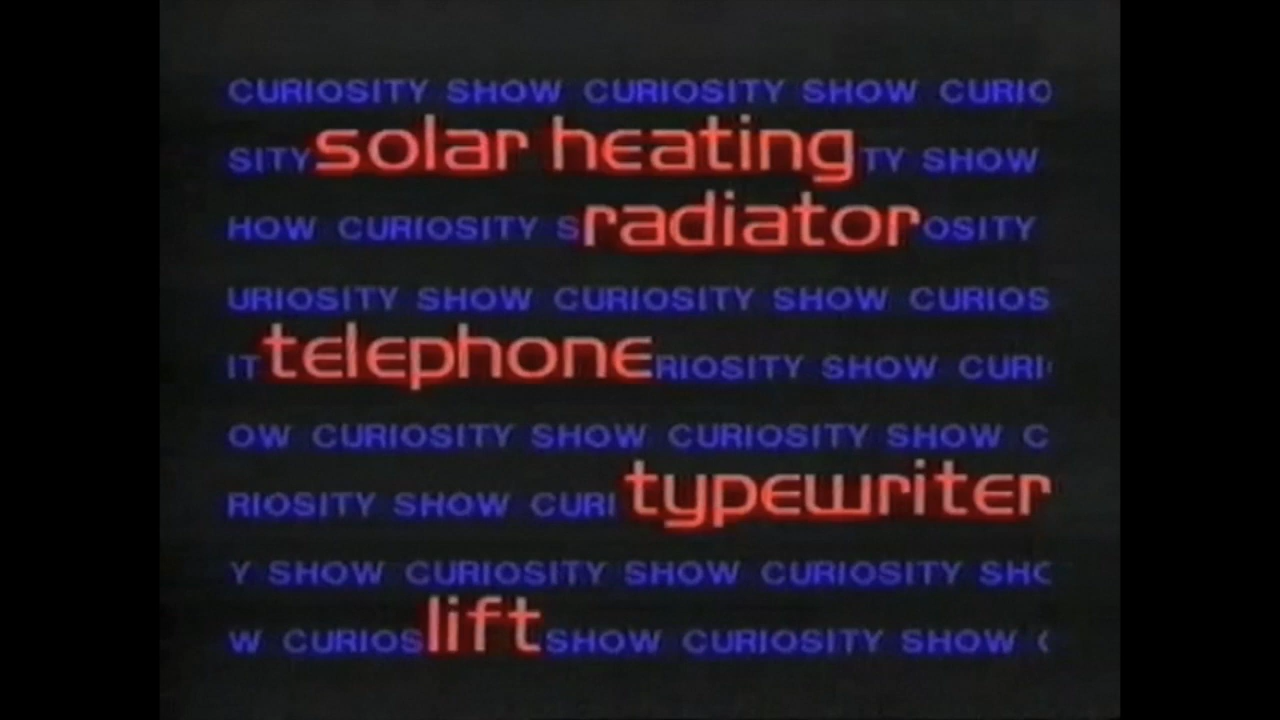 CURIOSITY SHOW CURIOSITY SHOW CURIO
SITY solar heating TY SHOW
HOW CURIOSITY S radiator OSITY
URIOSITY SHOW CURIOSITY SHOW CURIOS
IT telephone RIOSITY SHOW CURI
OW CURIOSITY SHOW CURIOSITY SHOW C
RIOSITY SHOW CURI typewriter
Y SHOW CURIOSITY SHOW CURIOSITY SHC
W CURIOS lift SHOW CURIOSITY SHOW